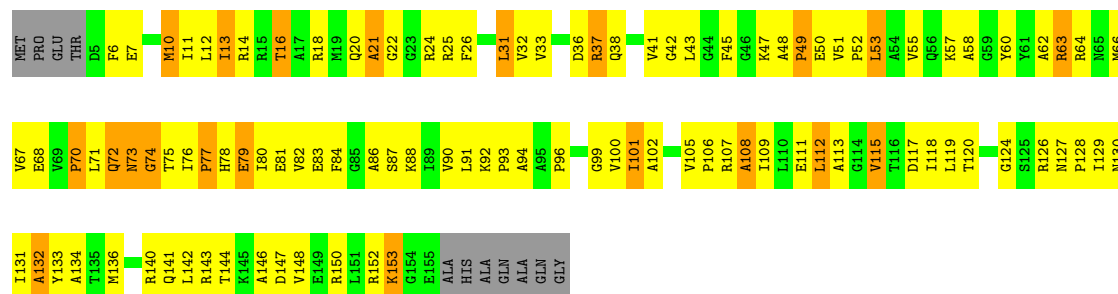 MET PRO GLU THR D5 F6 E7 M10 I11 L12 I13 R14 R15 T16 A17 R18 M19 Q20 A21 G22 G23 R24 R25 F26 L31 V32 V33 D36 R37 Q38 V41 G42 L43 G44 F45 G46 K47 A48 P49 E50 V51 P52 L53 A54 V55 Q56 K57 A58 G59 Y60 Y61 A62 R63 R64 N65 M66
V67 E68 V69 P70 L71 Q72 N73 G74 T75 I76 P77 H78 E79 I80 E81 V82 E83 F84 G85 A86 S87 K88 I89 V90 L91 K92 P93 A94 A95 P96 G99 V100 I101 A102 V105 P106 R107 A108 I109 L110 E111 L112 A113 G114 V115 T116 D117 I118 L119 T120 G124 S125 R126 N127 P128 I129 N130
I131 A132 Y133 A134 T135 M136 R140 Q141 L142 R143 T144 K145 A146 D147 V148 E149 R150 L151 R152 K153 G154 E155 ALA HIS ALA GLN ALA GLN GLY